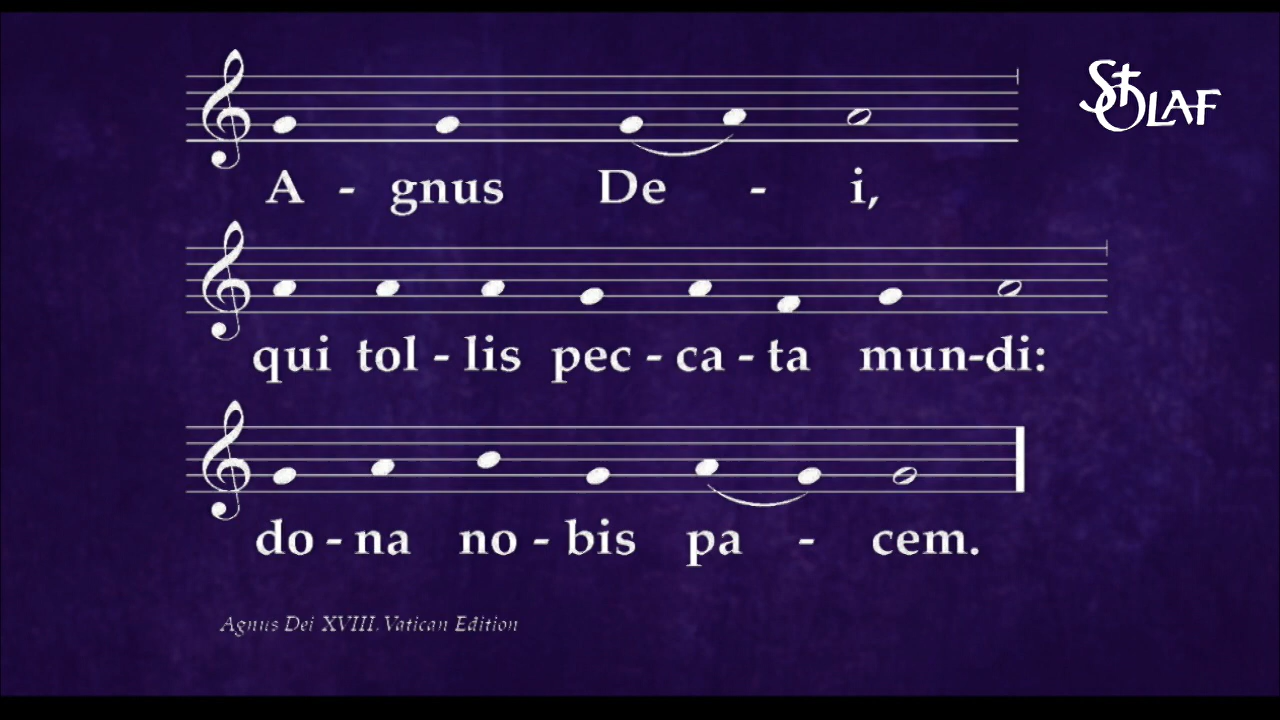 St OLAF
A - gnus De - i,
qui tol - lis pec - ca - ta mun-di:
do - na no - bis pa - cem.
Agnus Dei XVIII. Vatican Edition